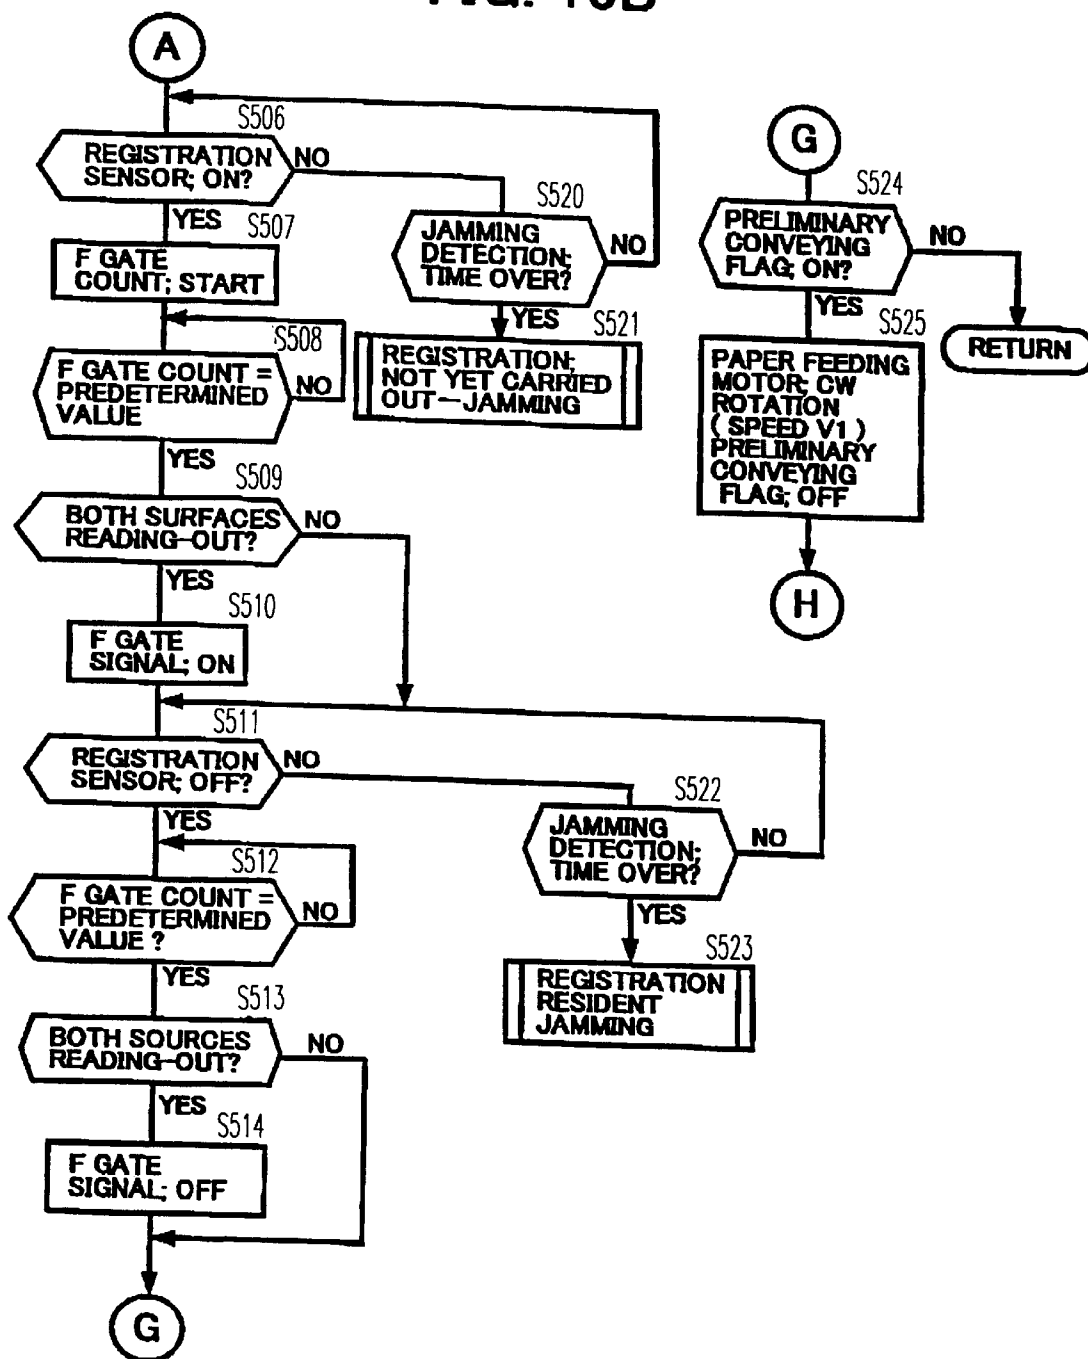 A
S506
REGISTRATION
SENSOR; ON?
NO
YES
S507
F GATE
COUNT; START
S520
JAMMING
DETECTION;
TIME OVER?
NO
YES
S521
REGISTRATION;
NOT YET CARRIED
OUT—JAMMING
S508
F GATE COUNT =
PREDETERMINED
VALUE
NO
YES
S509
BOTH SURFACES
READING-OUT?
NO
YES
S510
F GATE
SIGNAL; ON
S511
REGISTRATION
SENSOR; OFF?
NO
YES
S522
JAMMING
DETECTION;
TIME OVER?
NO
YES
S523
REGISTRATION
RESIDENT
JAMMING
S512
F GATE COUNT =
PREDETERMINED
VALUE ?
NO
YES
S513
BOTH SOURCES
READING-OUT?
NO
YES
S514
F GATE
SIGNAL; OFF
G
G
S524
PRELIMINARY
CONVEYING
FLAG; ON?
NO
YES
RETURN
S525
PAPER FEEDING
MOTOR; CW
ROTATION
( SPEED V1 )
PRELIMINARY
CONVEYING
FLAG; OFF
H